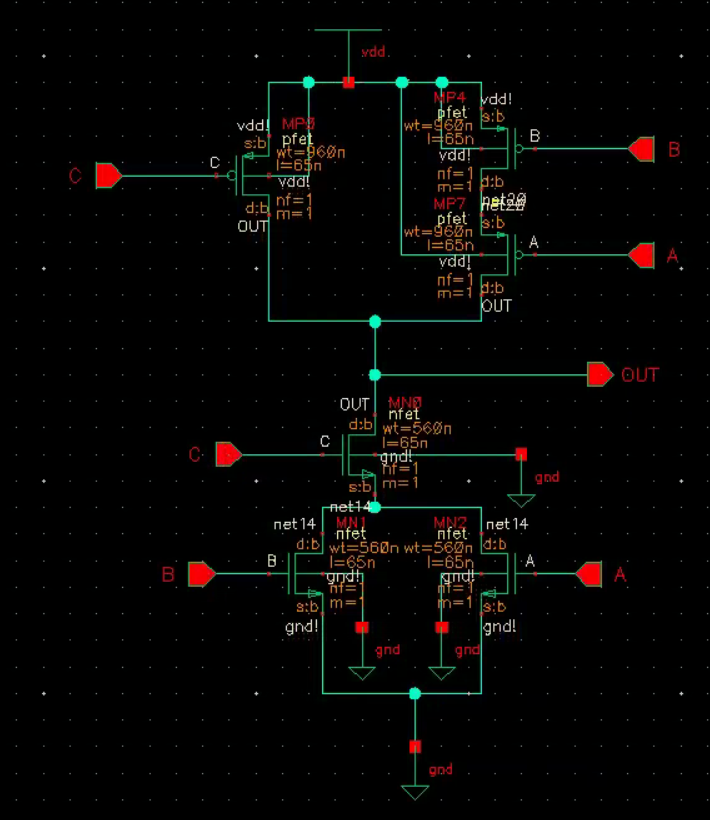 vdd
vdd!
MP0
pfet
s:b
wt=960n
l=65n
C
C
vdd!
nf=1
m=1
d:b
OUT
MP4
vdd!
pfet
s:b
wt=960n
l=65n
B
B
vdd!
nf=1
d:b
m=1
net20
MP7
pfet
s:b
wt=960n
l=65n
A
A
vdd!
nf=1
d:b
m=1
OUT
OUT
OUT
MN0
nfet
d:b
wt=560n
l=65n
C
C
gnd!
nf=1
s:b
m=1
gnd
net14
net14
MN1
nfet
d:b
wt=560n
l=65n
B
B
gnd!
nf=1
m=1
s:b
gnd!
gnd
MN2
net14
nfet
d:b
wt=560n
l=65n
A
A
gnd!
nf=1
m=1
s:b
gnd!
gnd
gnd